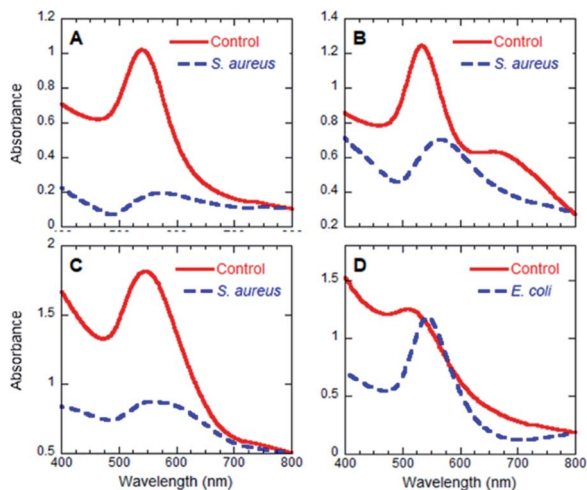 A
Control
S. aureus
1.2
1
0.8
0.6
0.4
0.2
0
Absorbance
B
Control
S. aureus
1.4
1.2
1
0.8
0.6
0.4
0.2
C
Control
S. aureus
2
1.5
1
0.5
Absorbance
400 500 600 700 800
Wavelength (nm)
D
Control
E. coli
1.5
1
0.5
0
400 500 600 700 800
Wavelength (nm)